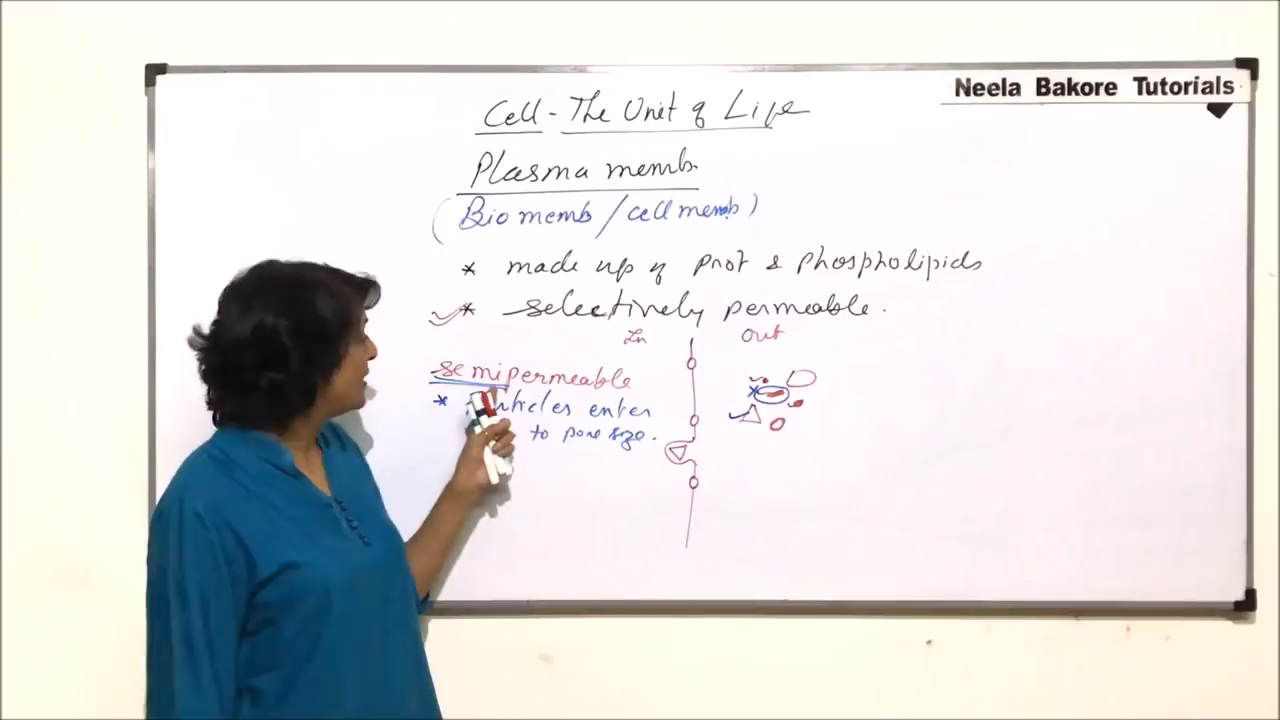 Neela Bakore Tutorials
Cell - The Unit of Life
Plasma memb.
(Bio memb / cell memb)
* made up of prot & phospholipids
* selectively permeable.
In Out
semipermeable
* enter
to pore size.